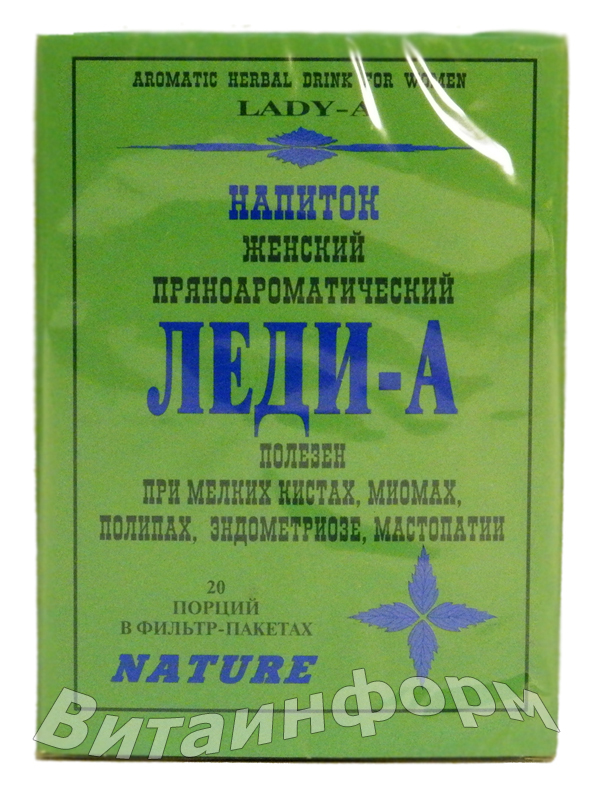 AROMATIC HERBAL DRINK FOR WOMEN
LADY-A
НАПИТОК
ЖЕНСКИЙ
ПРЯНОАРОМАТИЧЕСКИЙ
ЛЕДИ-А
ПОЛЕЗЕН
ПРИ МЕЛКИХ КИСТАХ, МИОМАХ,
ПОЛИПАХ, ЭНДОМЕТРИОЗЕ, МАСТОПАТИИ
20
ПОРЦИЙ
В ФИЛЬТР-ПАКЕТАХ
NATURE
Витаинформ